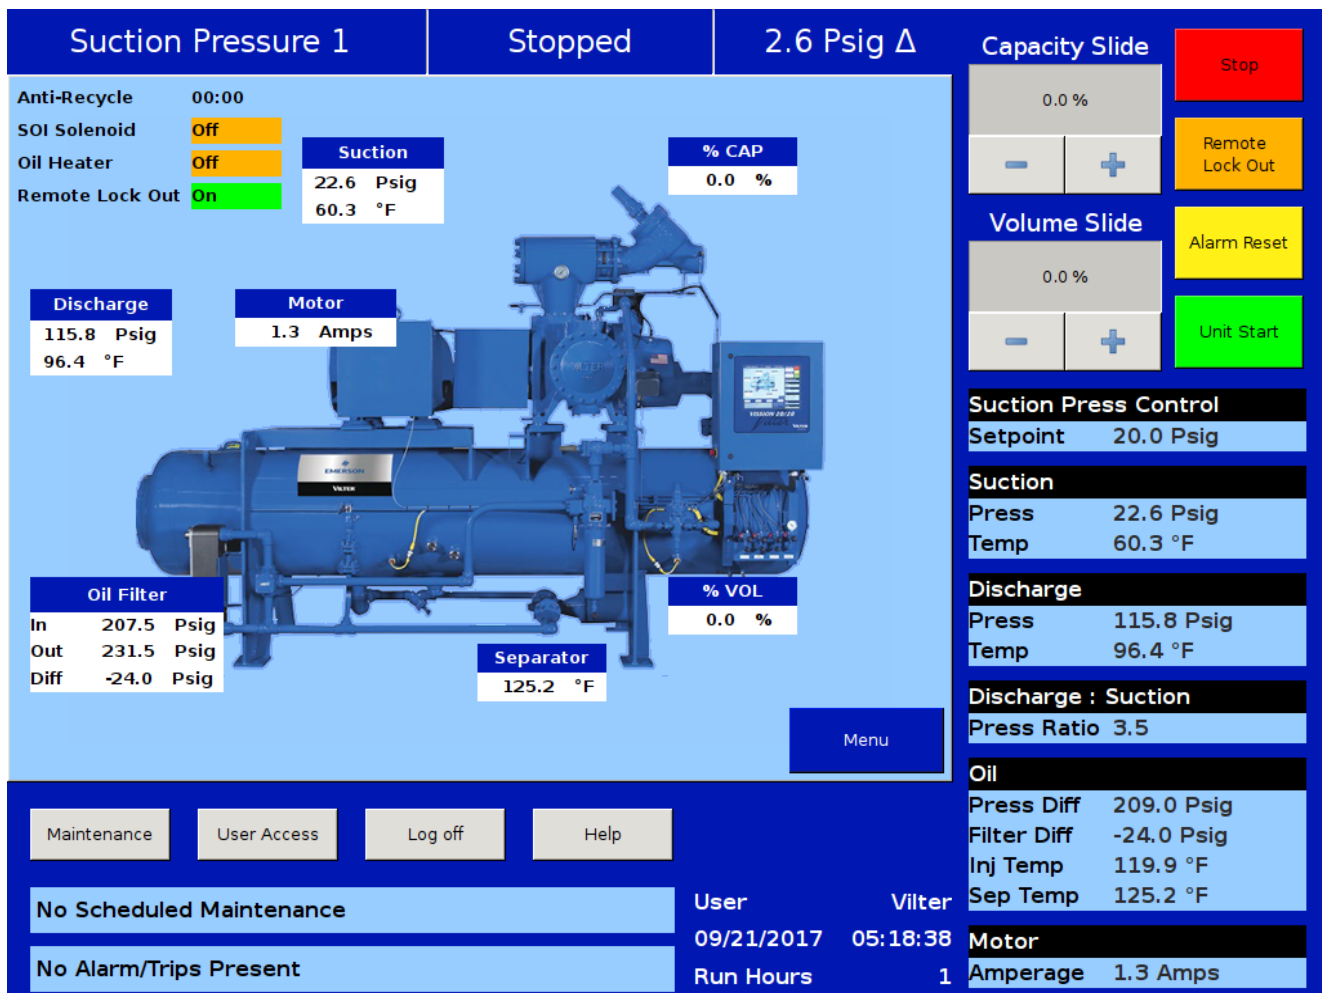 Suction Pressure 1
Stopped
2.6 Psig Δ
Anti-Recycle 00:00
SOI Solenoid Off
Oil Heater Off
Remote Lock Out On
Suction
22.6 Psig
60.3 °F
% CAP
0.0 %
Discharge
115.8 Psig
96.4 °F
Motor
1.3 Amps
EMERSON
VILTER
VISION 20/20
Oil Filter
In 207.5 Psig
Out 231.5 Psig
Diff -24.0 Psig
% VOL
0.0 %
Separator
125.2 °F
Menu
Maintenance
User Access
Log off
Help
No Scheduled Maintenance
No Alarm/Trips Present
User Vilter
09/21/2017 05:18:38
Run Hours 1
Capacity Slide
0.0 %
Volume Slide
0.0 %
Stop
Remote
Lock Out
Alarm Reset
Unit Start
Suction Press Control
Setpoint 20.0 Psig
Suction
Press 22.6 Psig
Temp 60.3 °F
Discharge
Press 115.8 Psig
Temp 96.4 °F
Discharge : Suction
Press Ratio 3.5
Oil
Press Diff 209.0 Psig
Filter Diff -24.0 Psig
Inj Temp 119.9 °F
Sep Temp 125.2 °F
Motor
Amperage 1.3 Amps